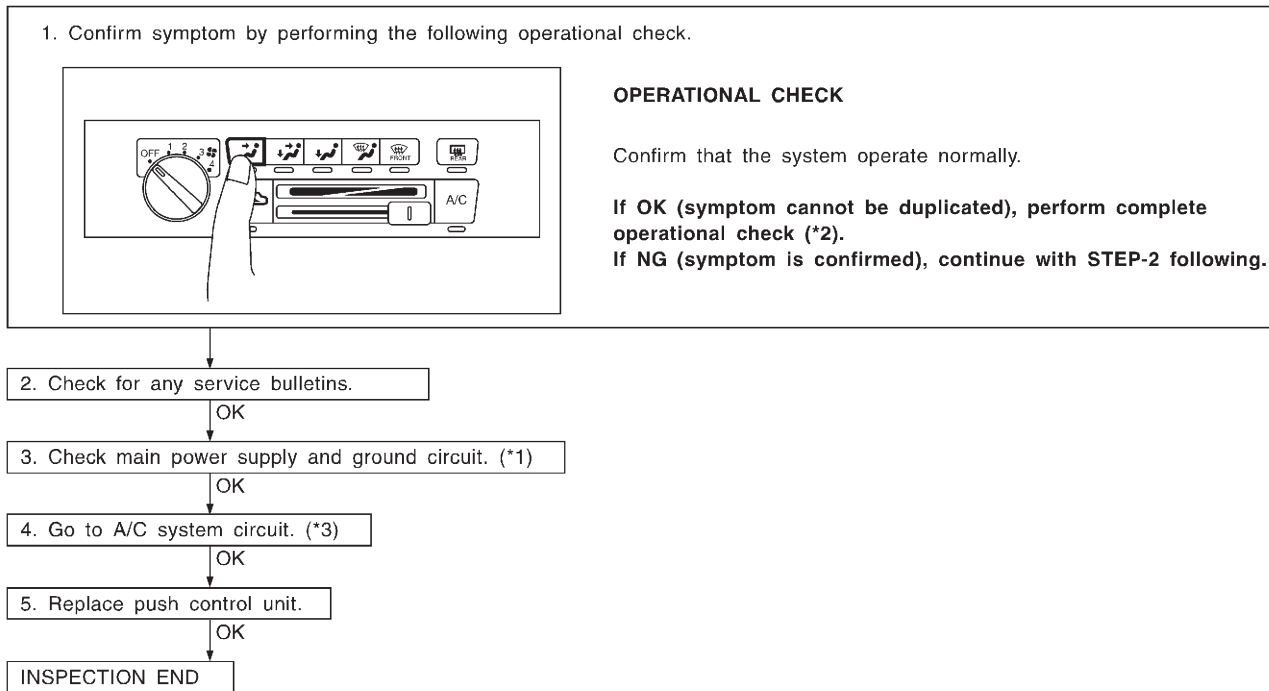 1. Confirm symptom by performing the following operational check.
OFF 1 2 3 4
FRONT
REAR
A/C
OPERATIONAL CHECK
Confirm that the system operate normally.
If OK (symptom cannot be duplicated), perform complete
operational check (*2).
If NG (symptom is confirmed), continue with STEP-2 following.
2. Check for any service bulletins.
OK
3. Check main power supply and ground circuit. (*1)
OK
4. Go to A/C system circuit. (*3)
OK
5. Replace push control unit.
OK
INSPECTION END